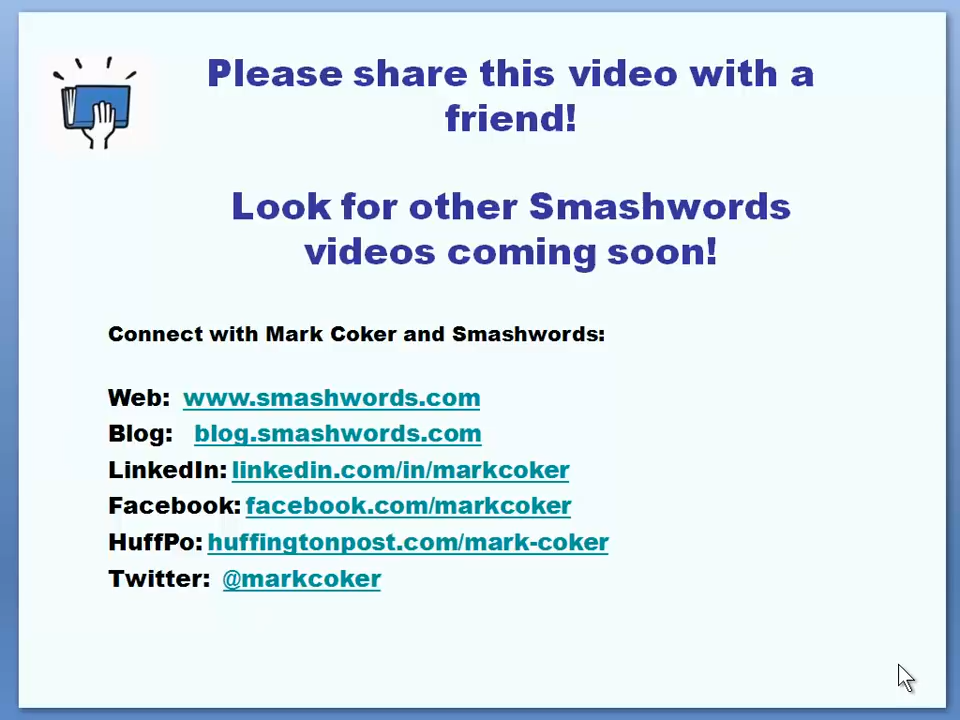 Please share this video with a
friend!
Look for other Smashwords
videos coming soon!
Connect with Mark Coker and Smashwords:
Web: www.smashwords.com
Blog: blog.smashwords.com
LinkedIn: linkedin.com/in/markcoker
Facebook: facebook.com/markcoker
HuffPo: huffingtonpost.com/mark-coker
Twitter: @markcoker